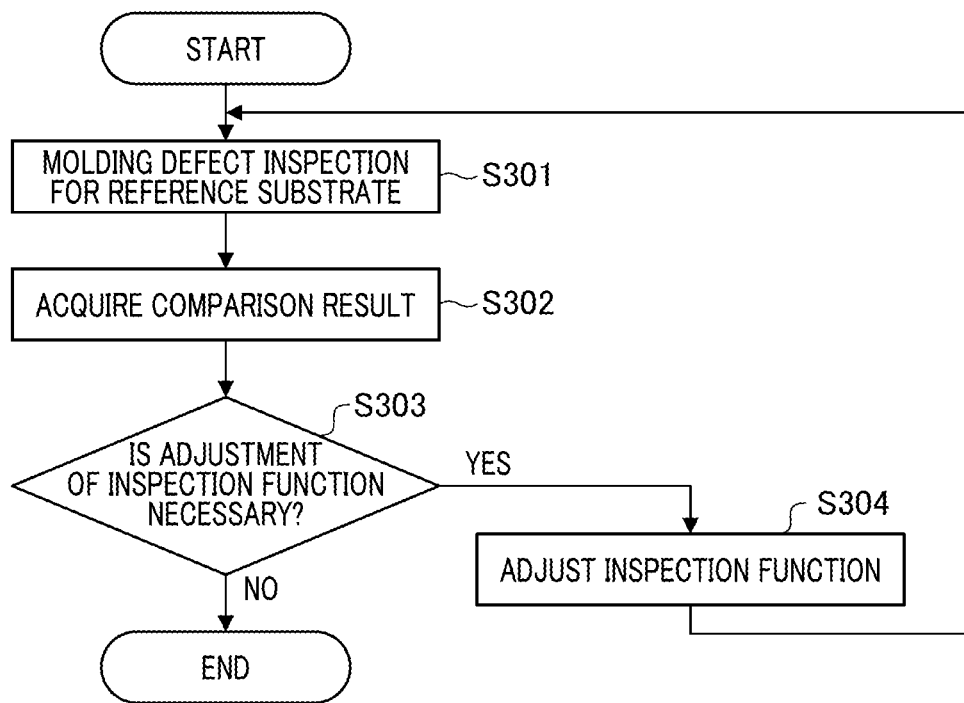 START
MOLDING DEFECT INSPECTION
FOR REFERENCE SUBSTRATE
S301
ACQUIRE COMPARISON RESULT
S302
S303
IS ADJUSTMENT
OF INSPECTION FUNCTION
NECESSARY?
YES
S304
ADJUST INSPECTION FUNCTION
NO
END